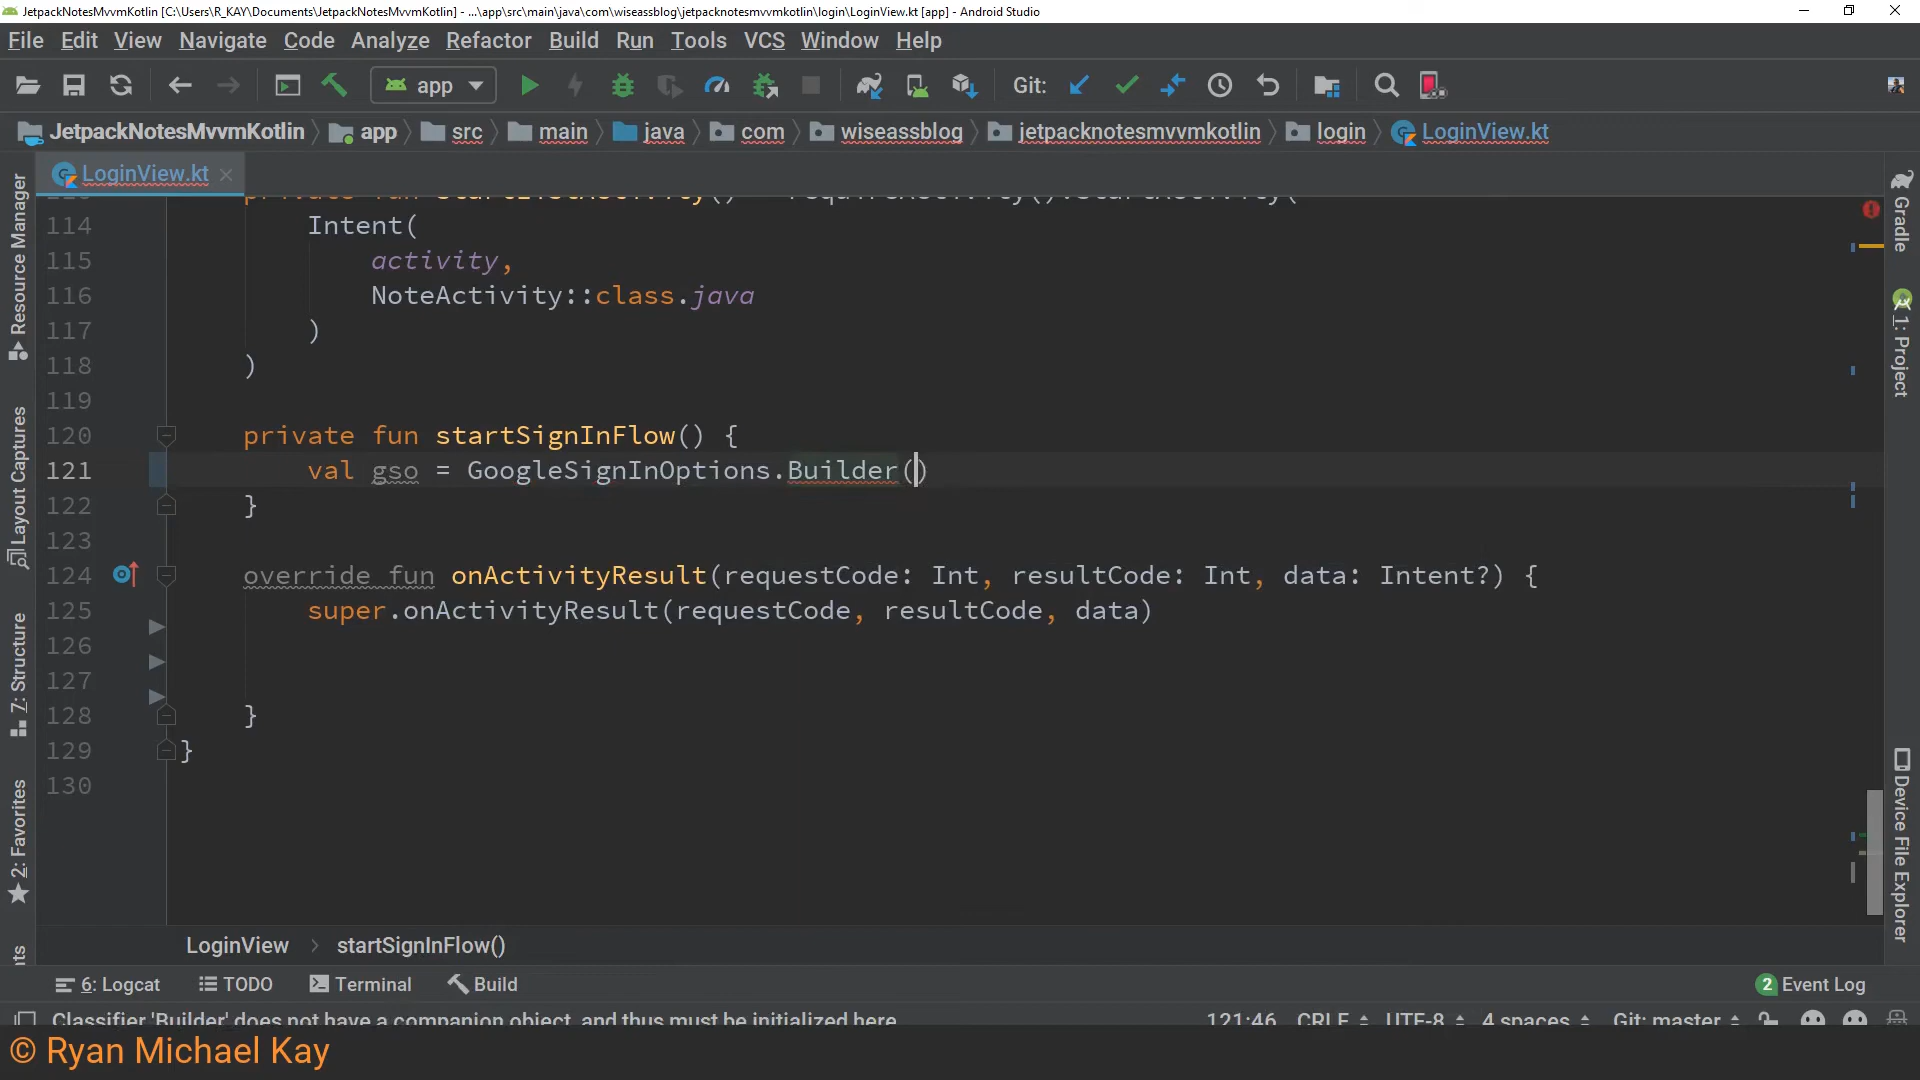 JetpackNotesMvvmKotlin [C:\Users\R_KAY\Documents\JetpackNotesMvvmKotlin] - ...\app\src\main\java\com\wiseassblog\jetpacknotesmvvmkotlin\login\LoginView.kt [app] - Android Studio
File Edit View Navigate Code Analyze Refactor Build Run Tools VCS Window Help
app Git:
JetpackNotesMvvmKotlin app src main java com wiseassblog jetpacknotesmvvmkotlin login LoginView.kt
LoginView.kt
114 Intent(
115 activity,
116 NoteActivity::class.java
117 )
118 )
119
120 private fun startSignInFlow() {
121 val gso = GoogleSignInOptions.Builder()
122 }
123
124 override fun onActivityResult(requestCode: Int, resultCode: Int, data: Intent?) {
125 super.onActivityResult(requestCode, resultCode, data)
126
127
128 }
129 }
130
Resource Manager
Layout Captures
7: Structure
2: Favorites
Gradle
1: Project
Device File Explorer
LoginView > startSignInFlow()
6: Logcat TODO Terminal Build 2 Event Log
Classifier 'Builder' does not have a companion object, and thus must be initialized here 121:46 CRLF UTF-8 4 spaces Git: master
© Ryan Michael Kay